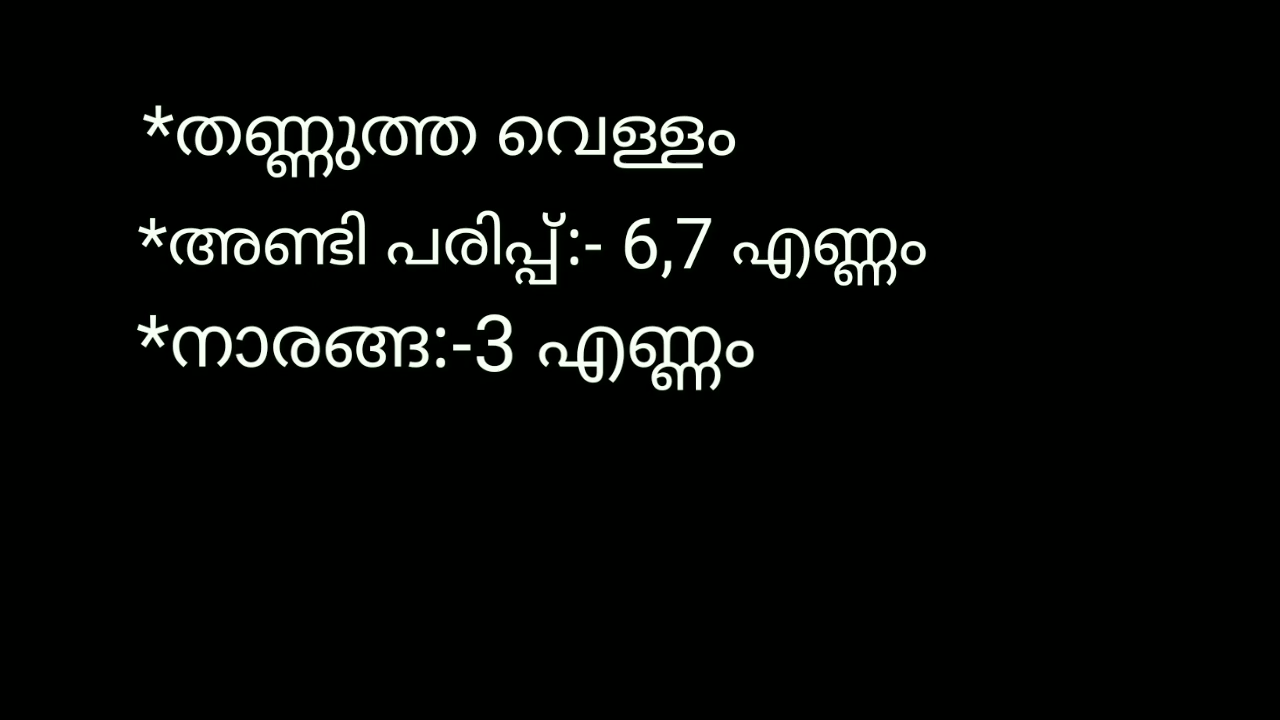 *തണ്ണുത്ത വെള്ളം
*അണ്ടി പരിപ്പ്:- 6,7 എണ്ണം
*നാരങ്ങ:-3 എണ്ണം